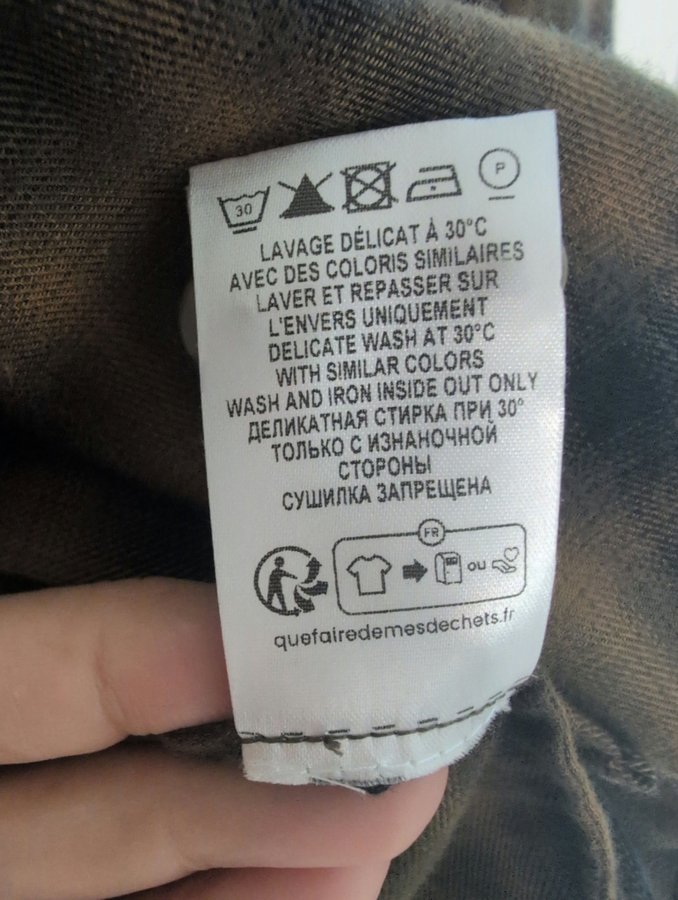 30
P
LAVAGE DÉLICAT À 30°C
AVEC DES COLORIS SIMILAIRES
LAVER ET REPASSER SUR
L'ENVERS UNIQUEMENT
DELICATE WASH AT 30°C
WITH SIMILAR COLORS
WASH AND IRON INSIDE OUT ONLY
ДЕЛИКАТНАЯ СТИРКА ПРИ 30°
ТОЛЬКО С ИЗНАНОЧНОЙ
СТОРОНЫ
СУШИЛКА ЗАПРЕЩЕНА
FR
ou
quefairedemesdechets.fr